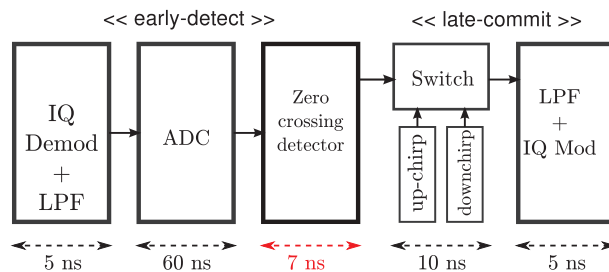 << early-detect >>
<< late-commit >>
IQ
Demod
+
LPF
ADC
Zero
crossing
detector
Switch
up-chirp
downchirp
LPF
+
IQ Mod
5 ns
60 ns
7 ns
10 ns
5 ns